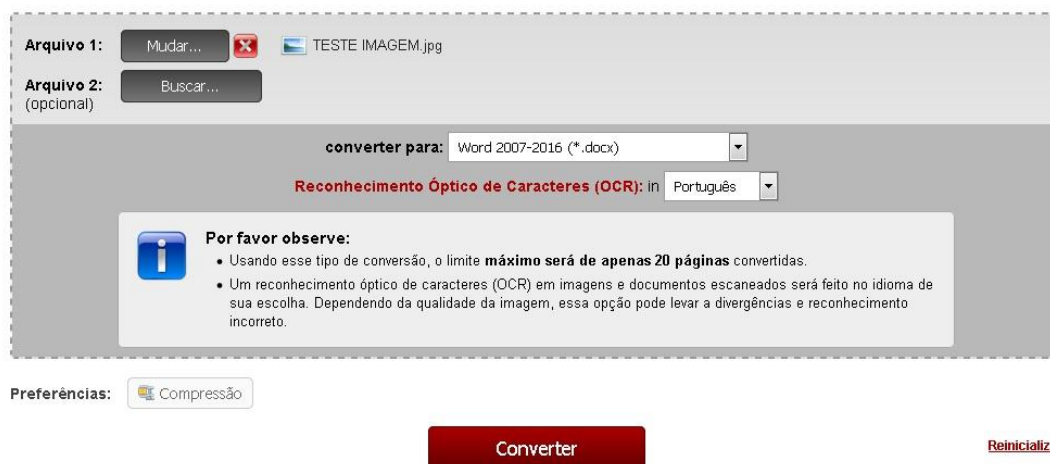 Arquivo 1: Mudar... TESTE IMAGEM.jpg
Arquivo 2: Buscar...
(opcional)
converter para: Word 2007-2016 (*.docx)
Reconhecimento Óptico de Caracteres (OCR): in Português
Por favor observe:
• Usando esse tipo de conversão, o limite máximo será de apenas 20 páginas convertidas.
• Um reconhecimento óptico de caracteres (OCR) em imagens e documentos escaneados será feito no idioma de
sua escolha. Dependendo da qualidade da imagem, essa opção pode levar a divergências e reconhecimento
incorreto.
Preferências: Compressão
Converter
Reinicializ